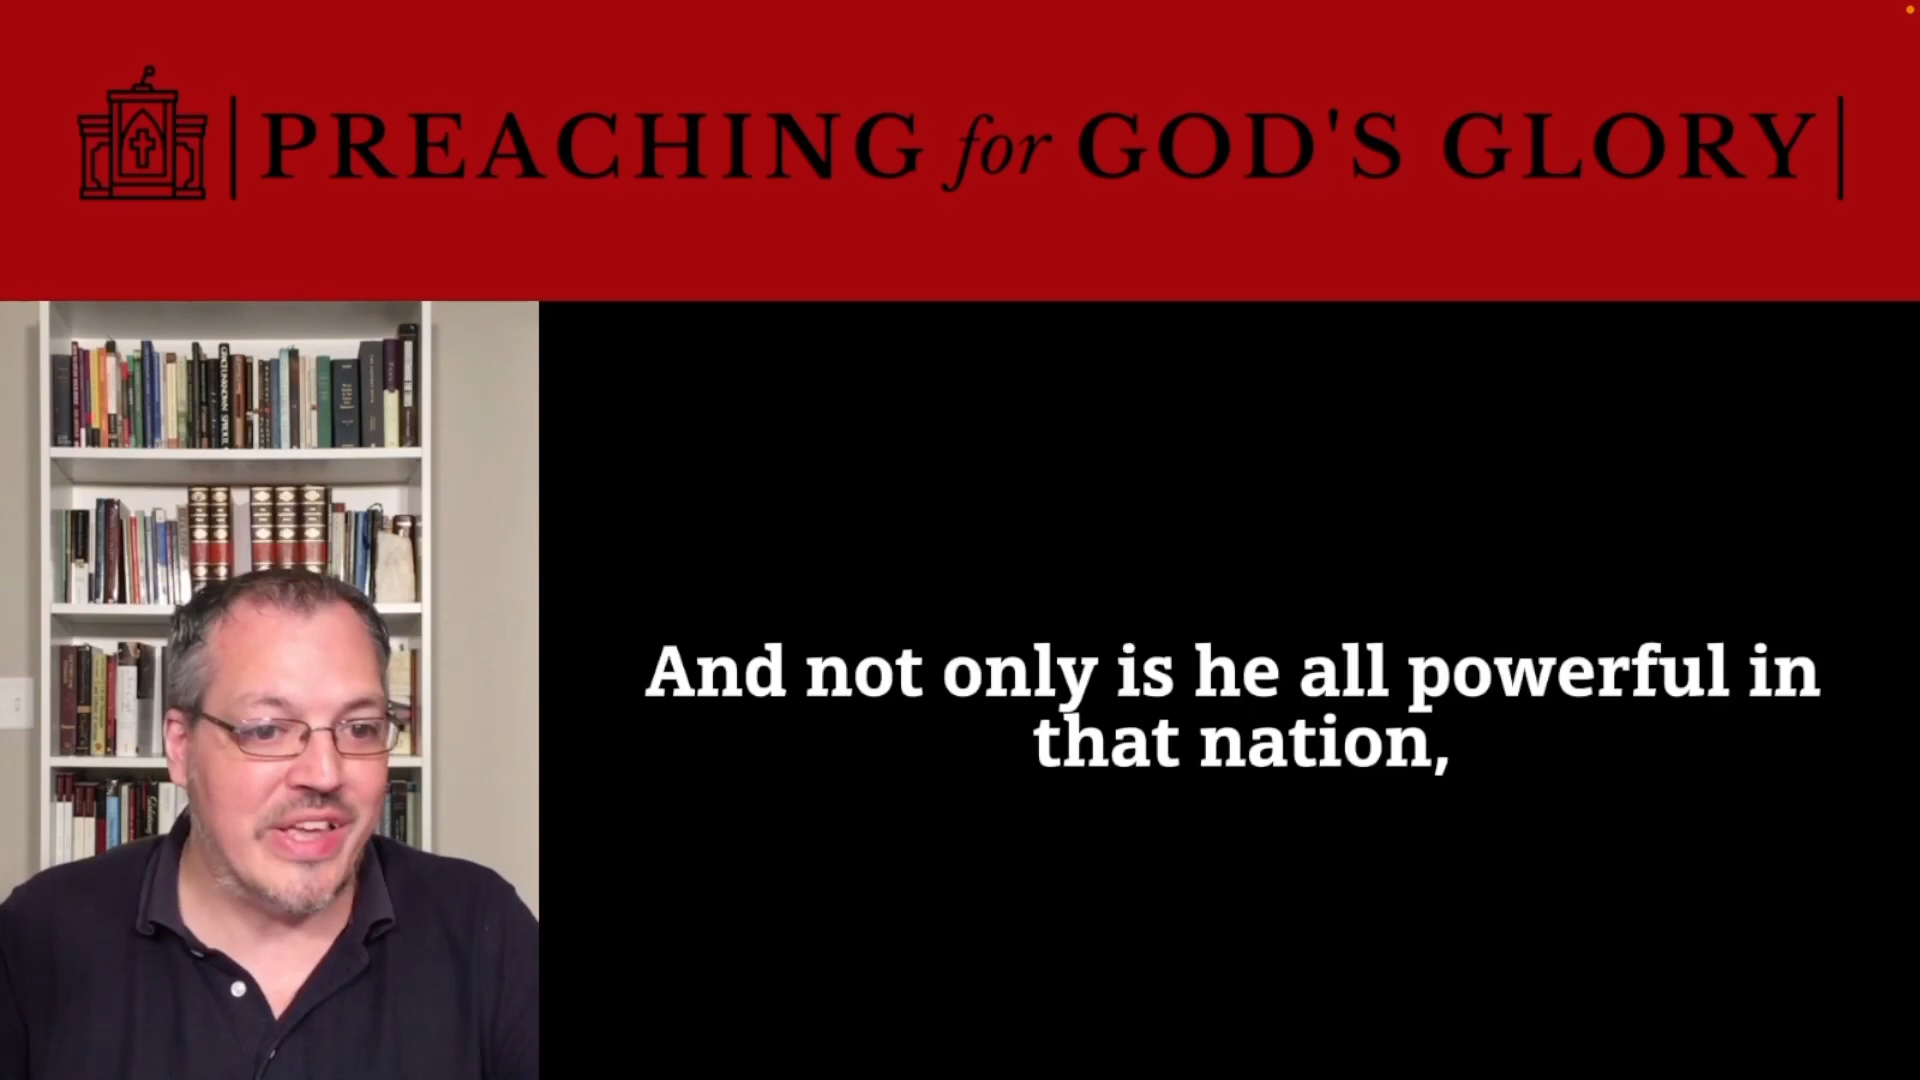 PREACHING for GOD'S GLORY
And not only is he all powerful in
that nation,